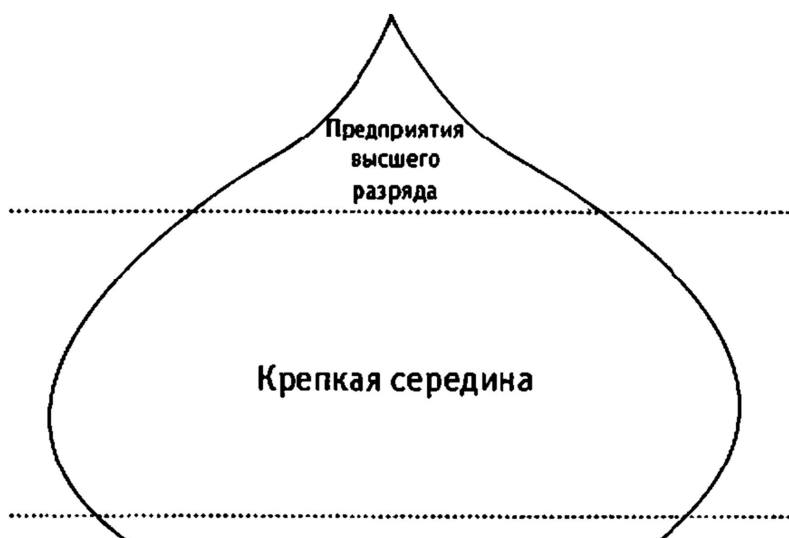 Предприятия
высшего
разряда
Крепкая середина